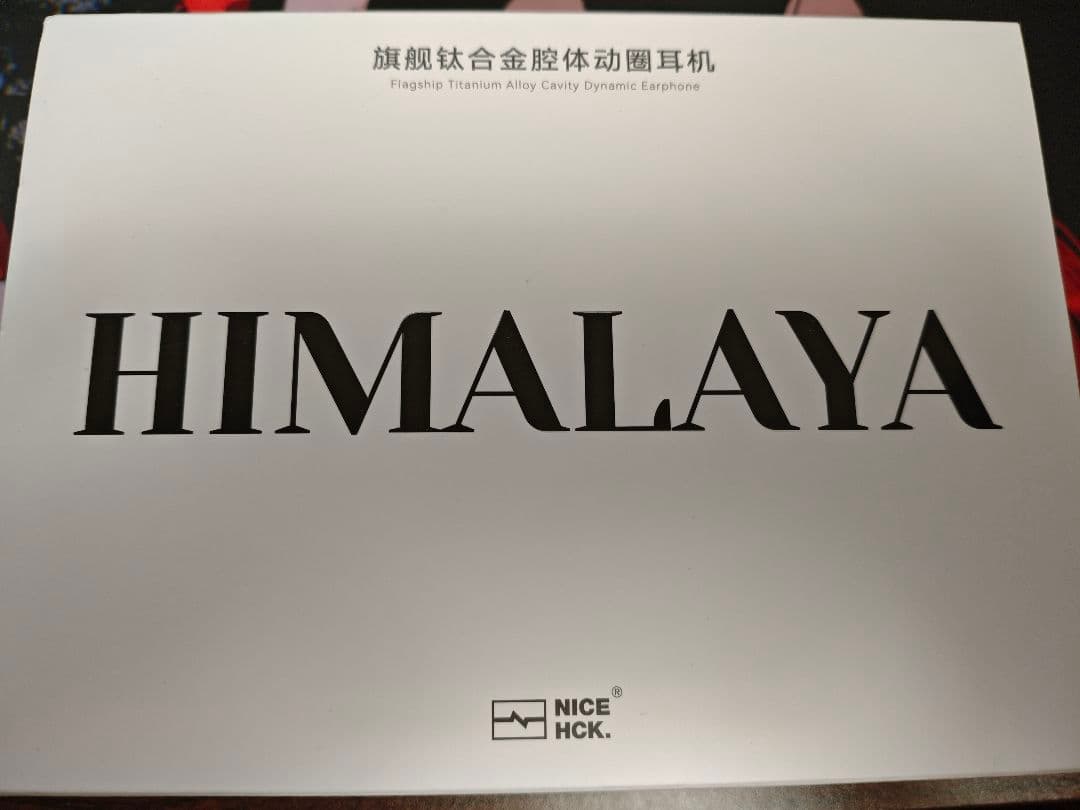 旗舰钛合金腔体动圈耳机
Flagship Titanium Alloy Cavity Dynamic Earphone
HIMALAYA
NICE®
HCK.